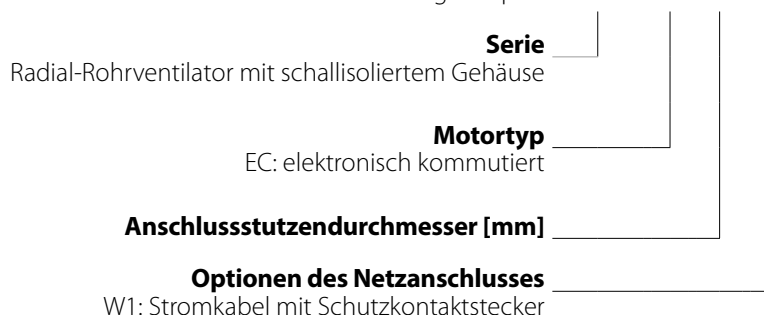 Serie
Radial-Rohrventilator mit schallisoliertem Gehäuse
Motortyp
EC: elektronisch kommutiert
Anschlussstutzendurchmesser [mm]
Optionen des Netzanschlusses
W1: Stromkabel mit Schutzkontaktstecker